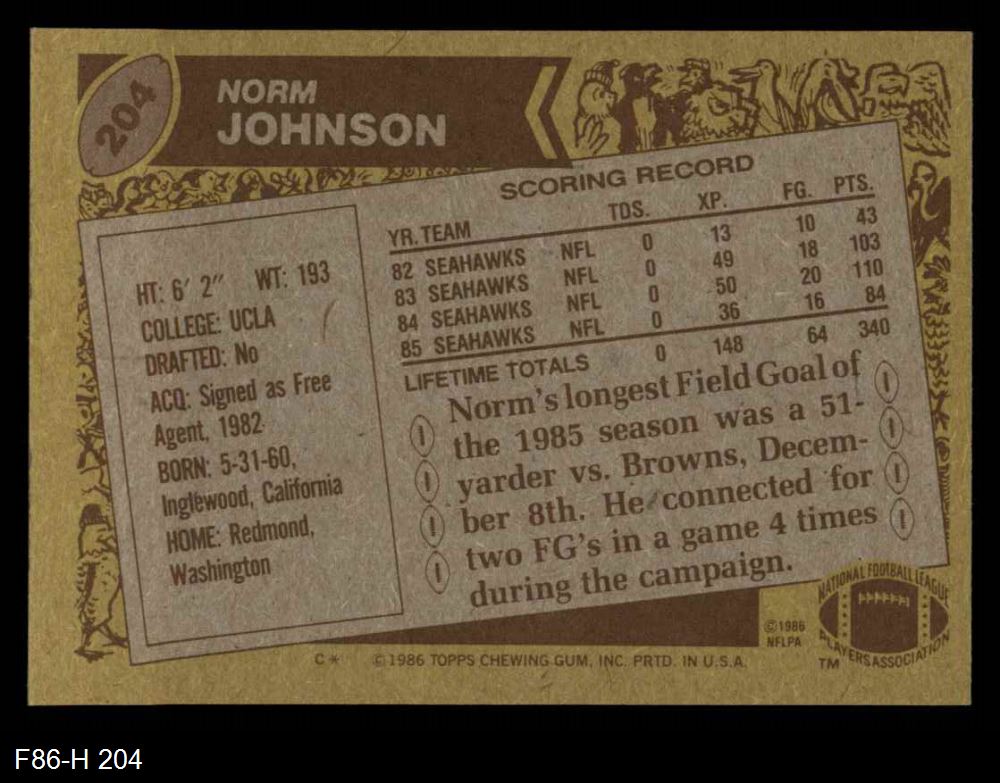 204
NORM
JOHNSON
SCORING RECORD
YR. TEAM TDS. XP. FG. PTS.
82 SEAHAWKS NFL 0 13 10 43
83 SEAHAWKS NFL 0 49 18 103
84 SEAHAWKS NFL 0 50 20 110
85 SEAHAWKS NFL 0 36 16 84
LIFETIME TOTALS 0 148 64 340
HT: 6' 2" WT: 193
COLLEGE: UCLA
DRAFTED: No
ACQ: Signed as Free
Agent, 1982
BORN: 5-31-60,
Inglewood, California
HOME: Redmond,
Washington
Norm's longest Field Goal of
the 1985 season was a 51-
yarder vs. Browns, Decem-
ber 8th. He connected for
two FG's in a game 4 times
during the campaign.
NATIONAL FOOTBALL LEAGUE
PLAYERS ASSOCIATION
TM
©1986
NFLPA
C* ©1986 TOPPS CHEWING GUM, INC. PRTD. IN U.S.A.
F86-H 204